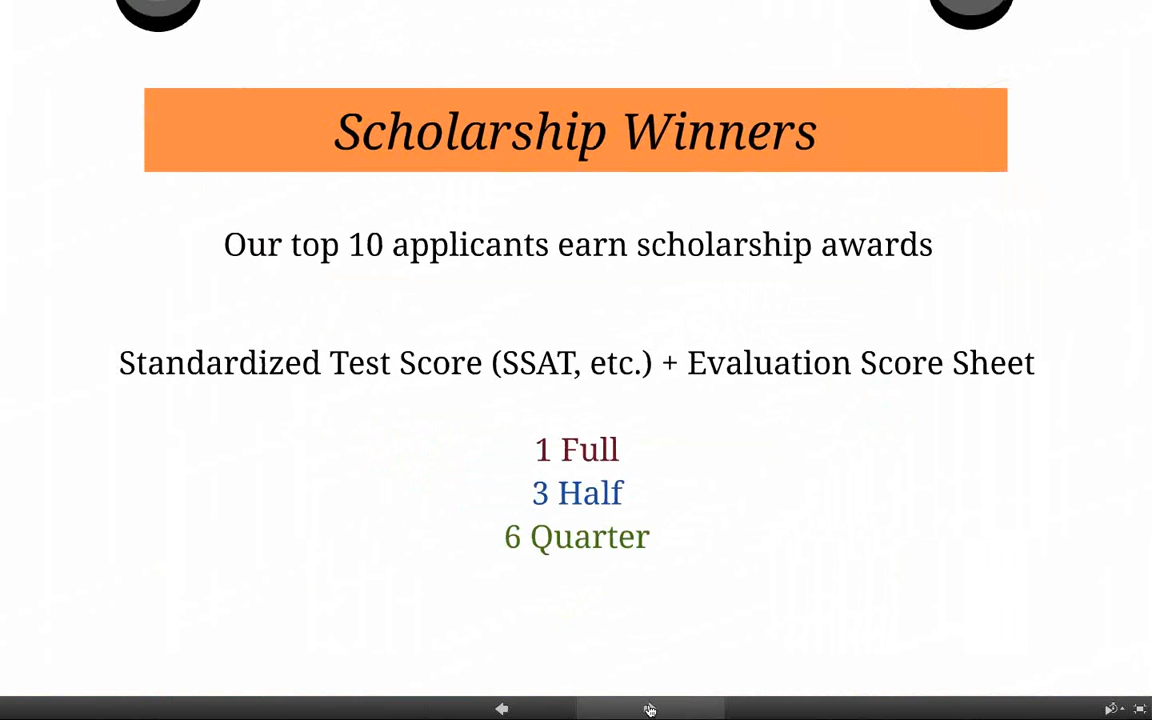 Scholarship Winners
Our top 10 applicants earn scholarship awards
Standardized Test Score (SSAT, etc.) + Evaluation Score Sheet
1 Full
3 Half
6 Quarter